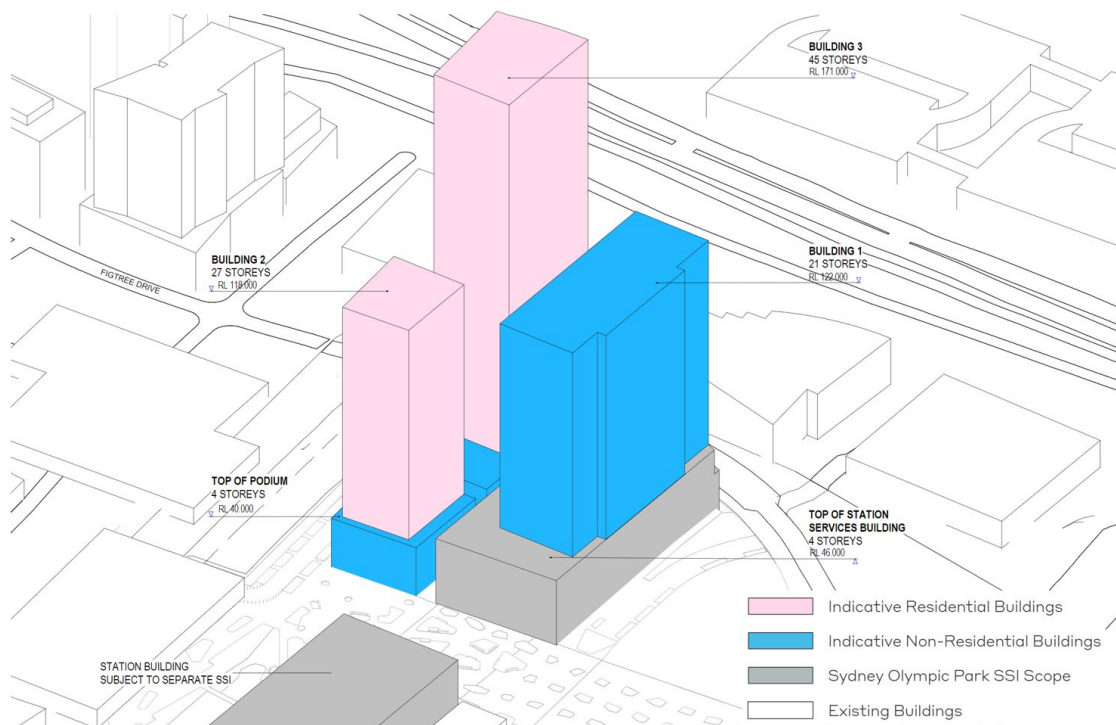 BUILDING 3
45 STOREYS
RL 171.000
BUILDING 2
27 STOREYS
RL 118.000
FIGTREE DRIVE
BUILDING 1
21 STOREYS
RL 122.000
TOP OF PODIUM
4 STOREYS
RL 40.000
TOP OF STATION
SERVICES BUILDING
4 STOREYS
RL 46.000
STATION BUILDING
SUBJECT TO SEPARATE SSI
Indicative Residential Buildings
Indicative Non-Residential Buildings
Sydney Olympic Park SSI Scope
Existing Buildings